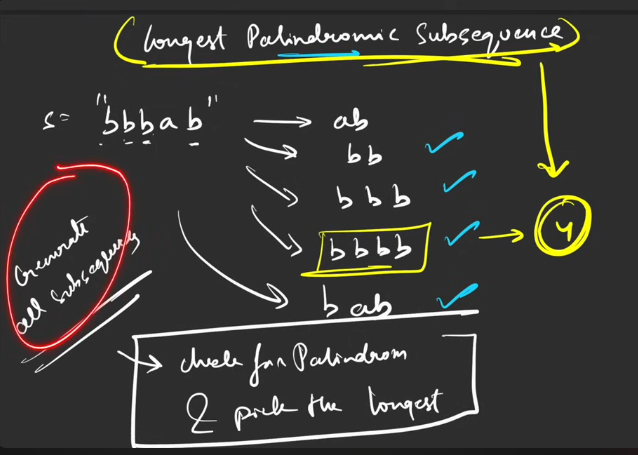 Longest Palindromic Subsequence
s= "bbbab" → ab
bb ✓
bbb ✓
bbbb ✓ → 4
bab ✓
Generate
all subsequences
→ check for Palindrom
& pick the longest